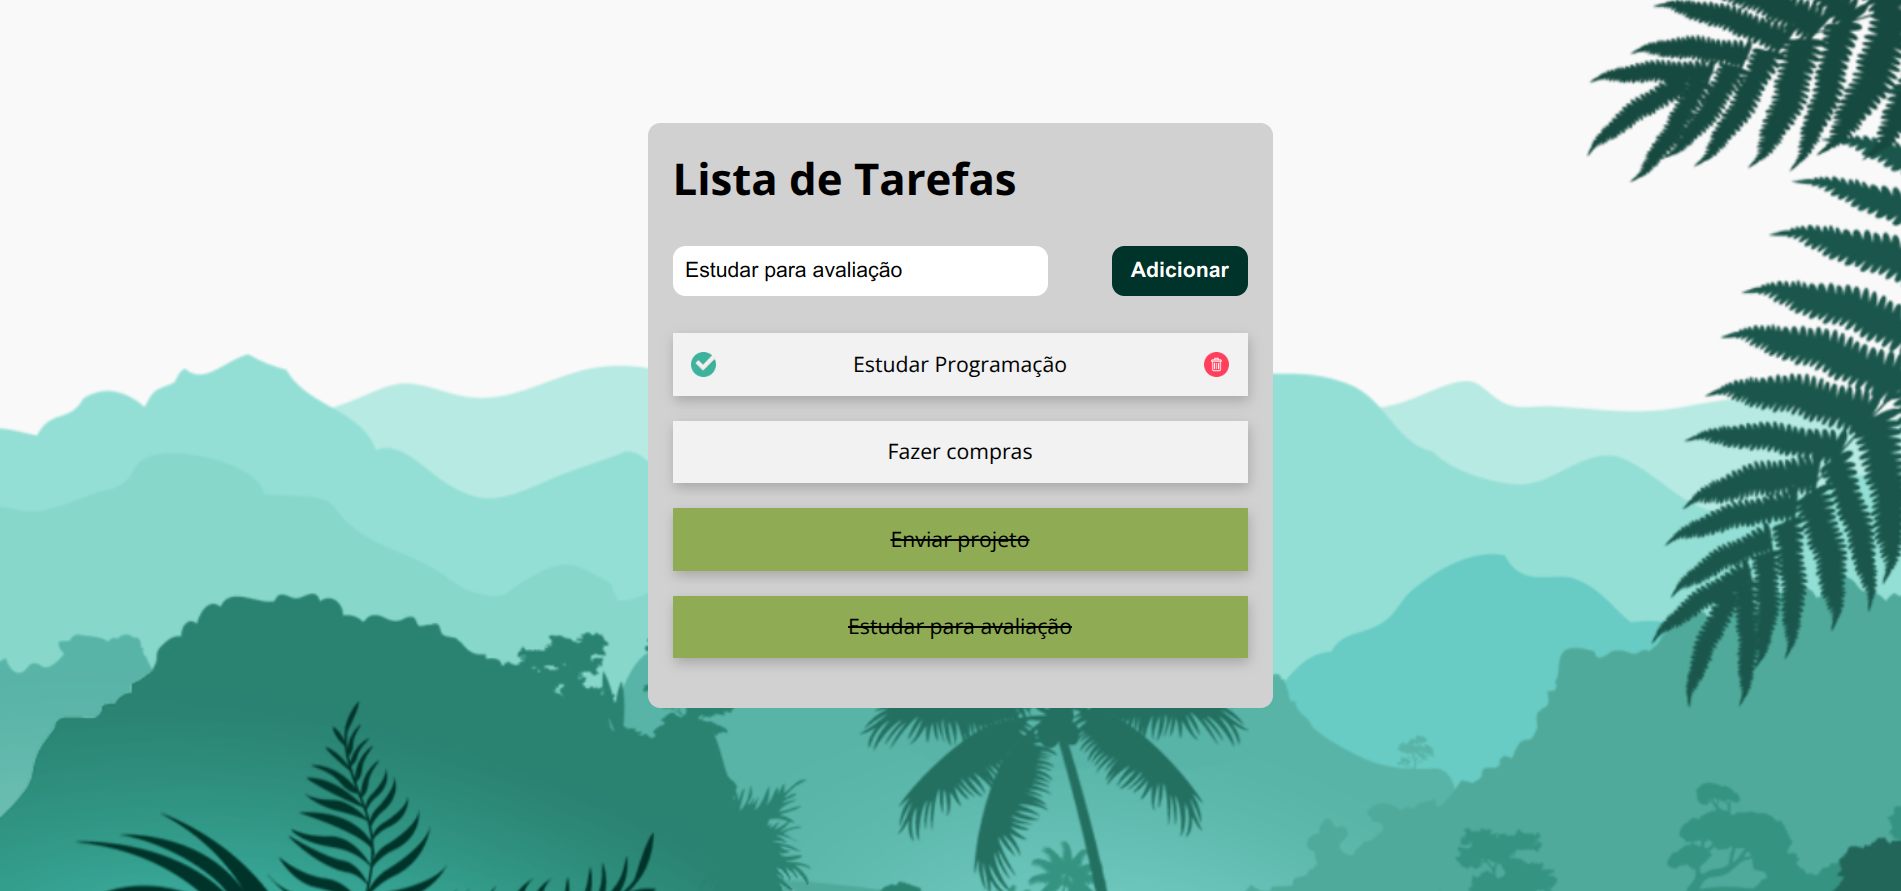 Lista de Tarefas
Estudar para avaliação
Adicionar
Estudar Programação
Fazer compras
Enviar projeto
Estudar para avaliação